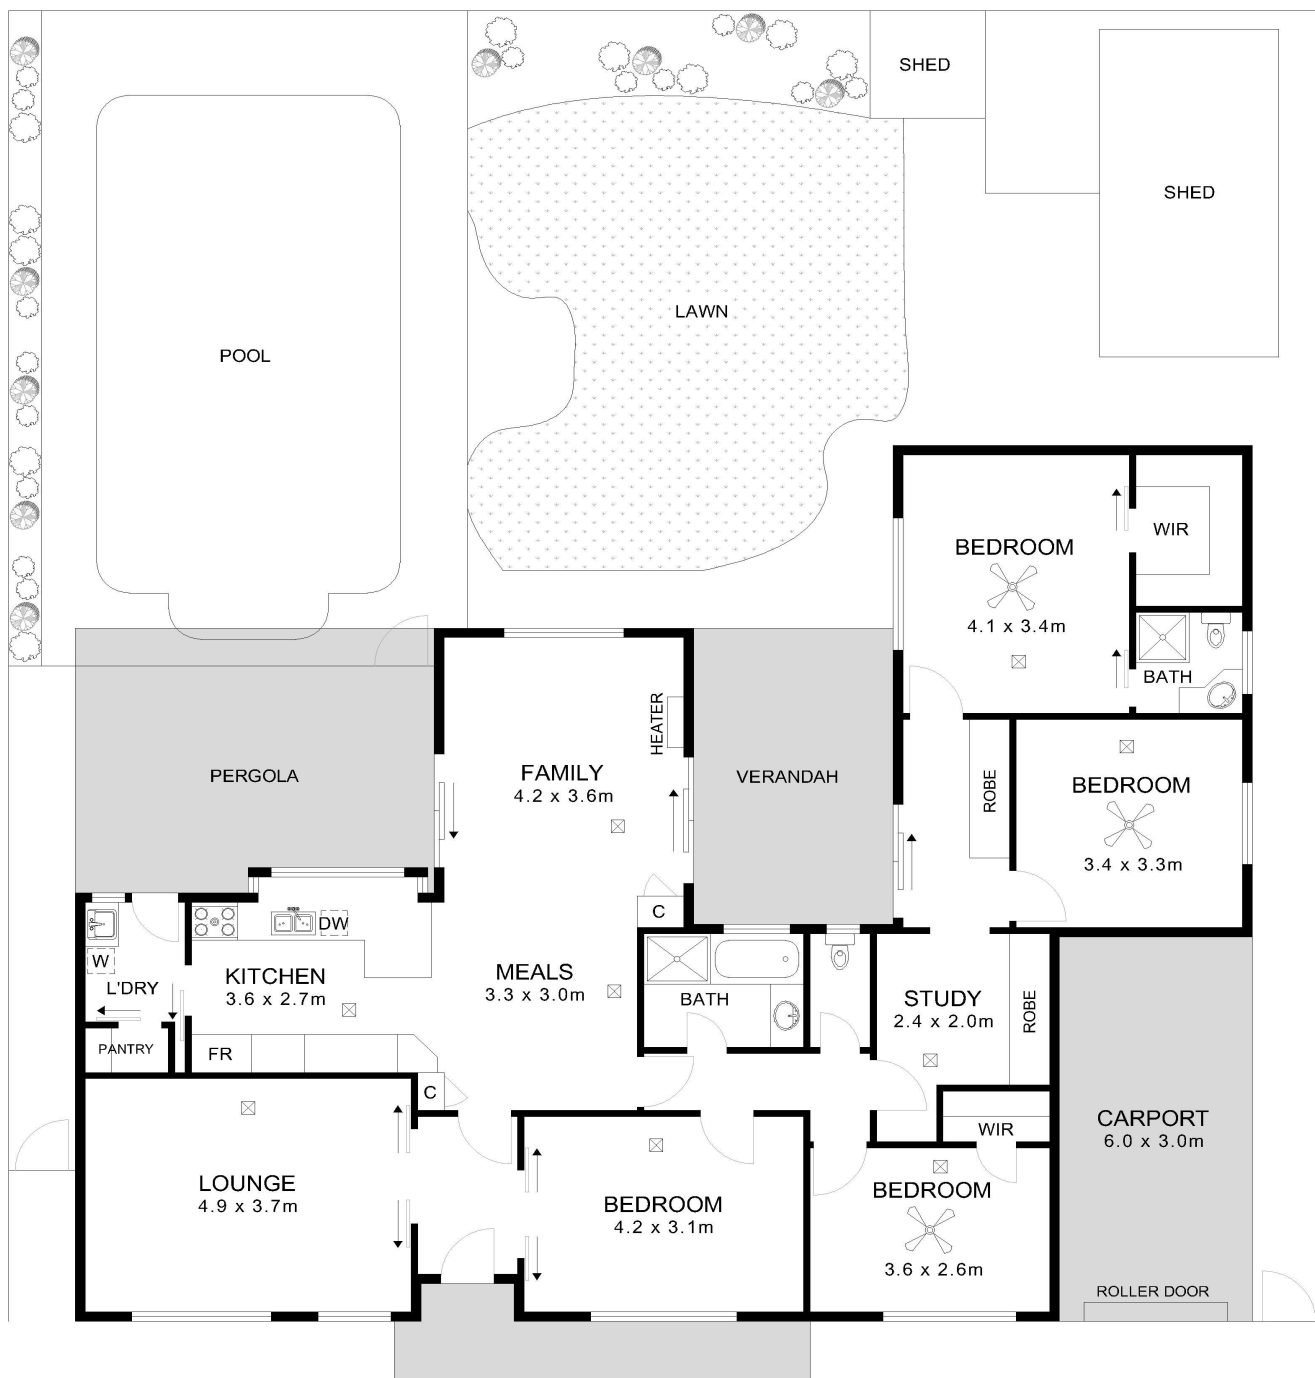 SHED
SHED
LAWN
POOL
WIR
BEDROOM
4.1 x 3.4m
BATH
HEATER
FAMILY
4.2 x 3.6m
PERGOLA
VERANDAH
ROBE
BEDROOM
3.4 x 3.3m
C
DW
W
L'DRY
KITCHEN
3.6 x 2.7m
MEALS
3.3 x 3.0m
BATH
STUDY
2.4 x 2.0m
ROBE
PANTRY
FR
C
WIR
CARPORT
6.0 x 3.0m
LOUNGE
4.9 x 3.7m
BEDROOM
4.2 x 3.1m
BEDROOM
3.6 x 2.6m
ROLLER DOOR